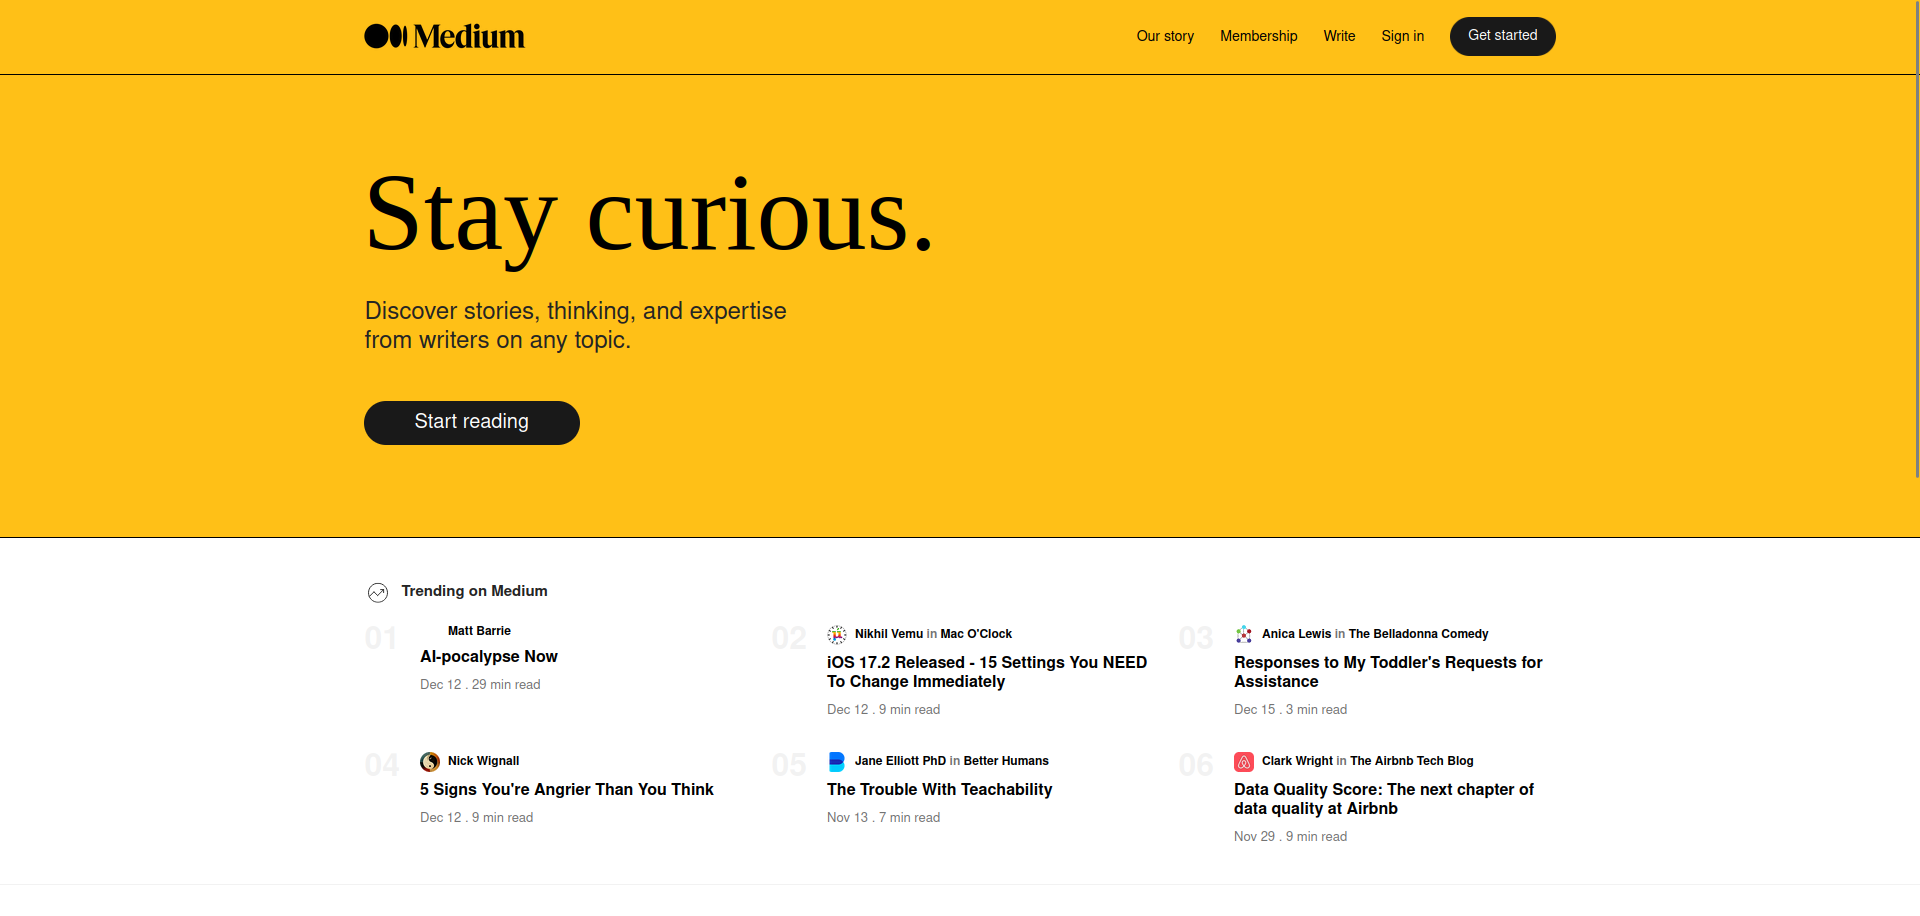 Medium
Our story
Membership
Write
Sign in
Get started
Stay curious.
Discover stories, thinking, and expertise
from writers on any topic.
Start reading
Trending on Medium
01
Matt Barrie
AI-pocalypse Now
Dec 12 . 29 min read
02
Nikhil Vemu in Mac O'Clock
iOS 17.2 Released - 15 Settings You NEED
To Change Immediately
Dec 12 . 9 min read
03
Anica Lewis in The Belladonna Comedy
Responses to My Toddler's Requests for
Assistance
Dec 15 . 3 min read
04
Nick Wignall
5 Signs You're Angrier Than You Think
Dec 12 . 9 min read
05
Jane Elliott PhD in Better Humans
The Trouble With Teachability
Nov 13 . 7 min read
06
Clark Wright in The Airbnb Tech Blog
Data Quality Score: The next chapter of
data quality at Airbnb
Nov 29 . 9 min read